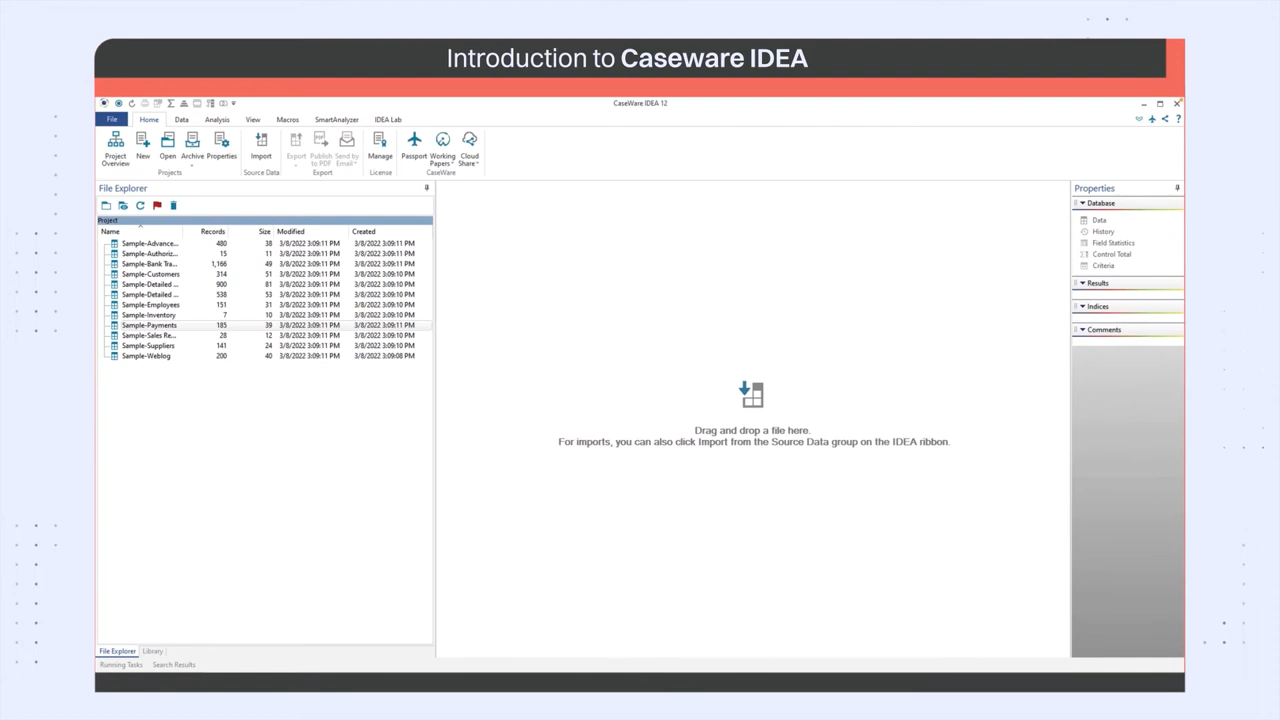 Introduction to Caseware IDEA
CaseWare IDEA 12
File Home Data Analysis View Macros SmartAnalyzer IDEA Lab
Project Overview New Open Archive Properties Import Export Publish to PDF Send by Email Manage Passport Working Papers Cloud Share
Projects Source Data Export License CaseWare
File Explorer
Project
Name Records Size Modified Created
Sample-Advance... 480 38 3/8/2022 3:09:11 PM 3/8/2022 3:09:11 PM
Sample-Authoriz... 15 11 3/8/2022 3:09:11 PM 3/8/2022 3:09:11 PM
Sample-Bank Tra... 1,166 49 3/8/2022 3:09:11 PM 3/8/2022 3:09:10 PM
Sample-Customers 314 51 3/8/2022 3:09:11 PM 3/8/2022 3:09:10 PM
Sample-Detailed ... 900 81 3/8/2022 3:09:11 PM 3/8/2022 3:09:10 PM
Sample-Detailed ... 538 53 3/8/2022 3:09:11 PM 3/8/2022 3:09:10 PM
Sample-Employees 151 31 3/8/2022 3:09:11 PM 3/8/2022 3:09:10 PM
Sample-Inventory 7 10 3/8/2022 3:09:11 PM 3/8/2022 3:09:10 PM
Sample-Payments 185 39 3/8/2022 3:09:11 PM 3/8/2022 3:09:11 PM
Sample-Sales Re... 28 12 3/8/2022 3:09:11 PM 3/8/2022 3:09:10 PM
Sample-Suppliers 141 24 3/8/2022 3:09:11 PM 3/8/2022 3:09:10 PM
Sample-Weblog 200 40 3/8/2022 3:09:11 PM 3/8/2022 3:09:08 PM
Drag and drop a file here.
For imports, you can also click Import from the Source Data group on the IDEA ribbon.
Properties
Database
Data
History
Field Statistics
Control Total
Criteria
Results
Indices
Comments
File Explorer Library
Running Tasks Search Results